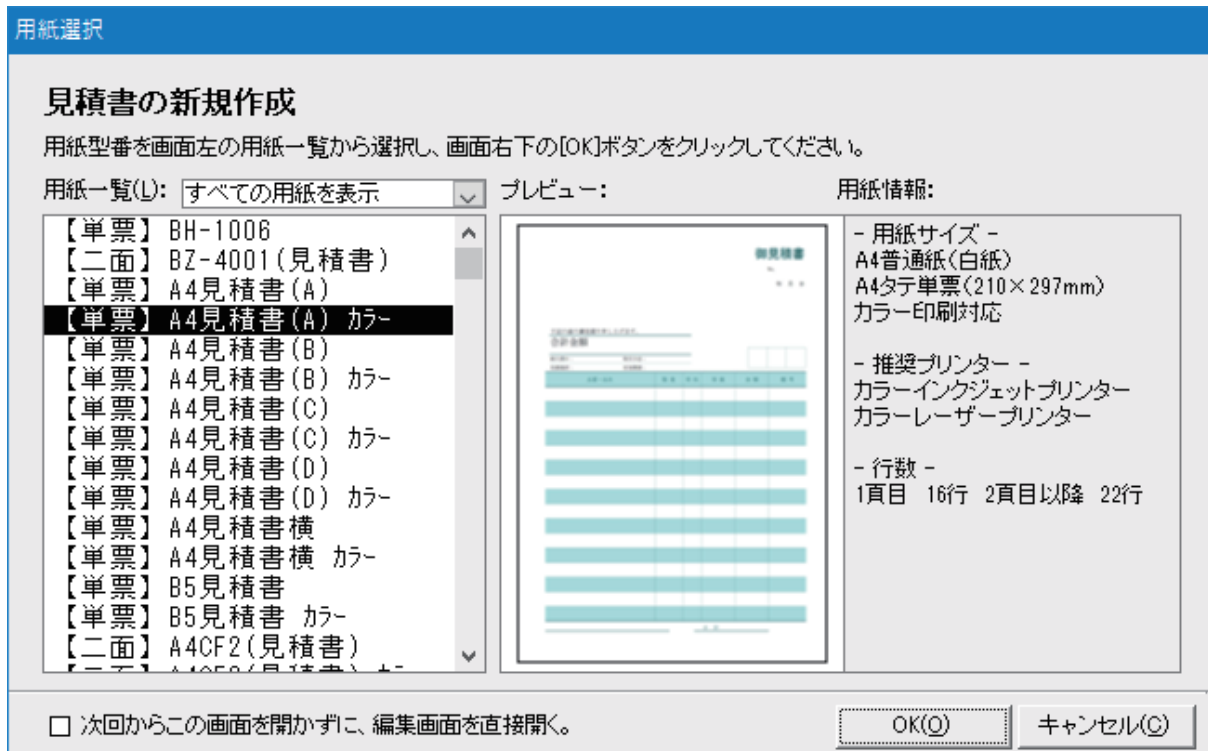 用紙選択
見積書の新規作成
用紙型番を画面左の用紙一覧から選択し、画面右下の[OK]ボタンをクリックしてください。
用紙一覧(L): すべての用紙を表示
【単票】 BH-1006
【二面】 BZ-4001(見積書)
【単票】 A4見積書(A)
【単票】 A4見積書(A) カラー
【単票】 A4見積書(B)
【単票】 A4見積書(B) カラー
【単票】 A4見積書(C)
【単票】 A4見積書(C) カラー
【単票】 A4見積書(D)
【単票】 A4見積書(D) カラー
【単票】 A4見積書横
【単票】 A4見積書横 カラー
【単票】 B5見積書
【単票】 B5見積書 カラー
【二面】 A4CF2(見積書)
プレビュー:
御見積書
合計金額
用紙情報:
- 用紙サイズ -
A4普通紙(白紙)
A4タテ単票(210×297mm)
カラー印刷対応
- 推奨プリンター -
カラーインクジェットプリンター
カラーレーザープリンター
- 行数 -
1頁目 16行 2頁目以降 22行
次回からこの画面を開かずに、編集画面を直接開く。
OK(O)
キャンセル(C)